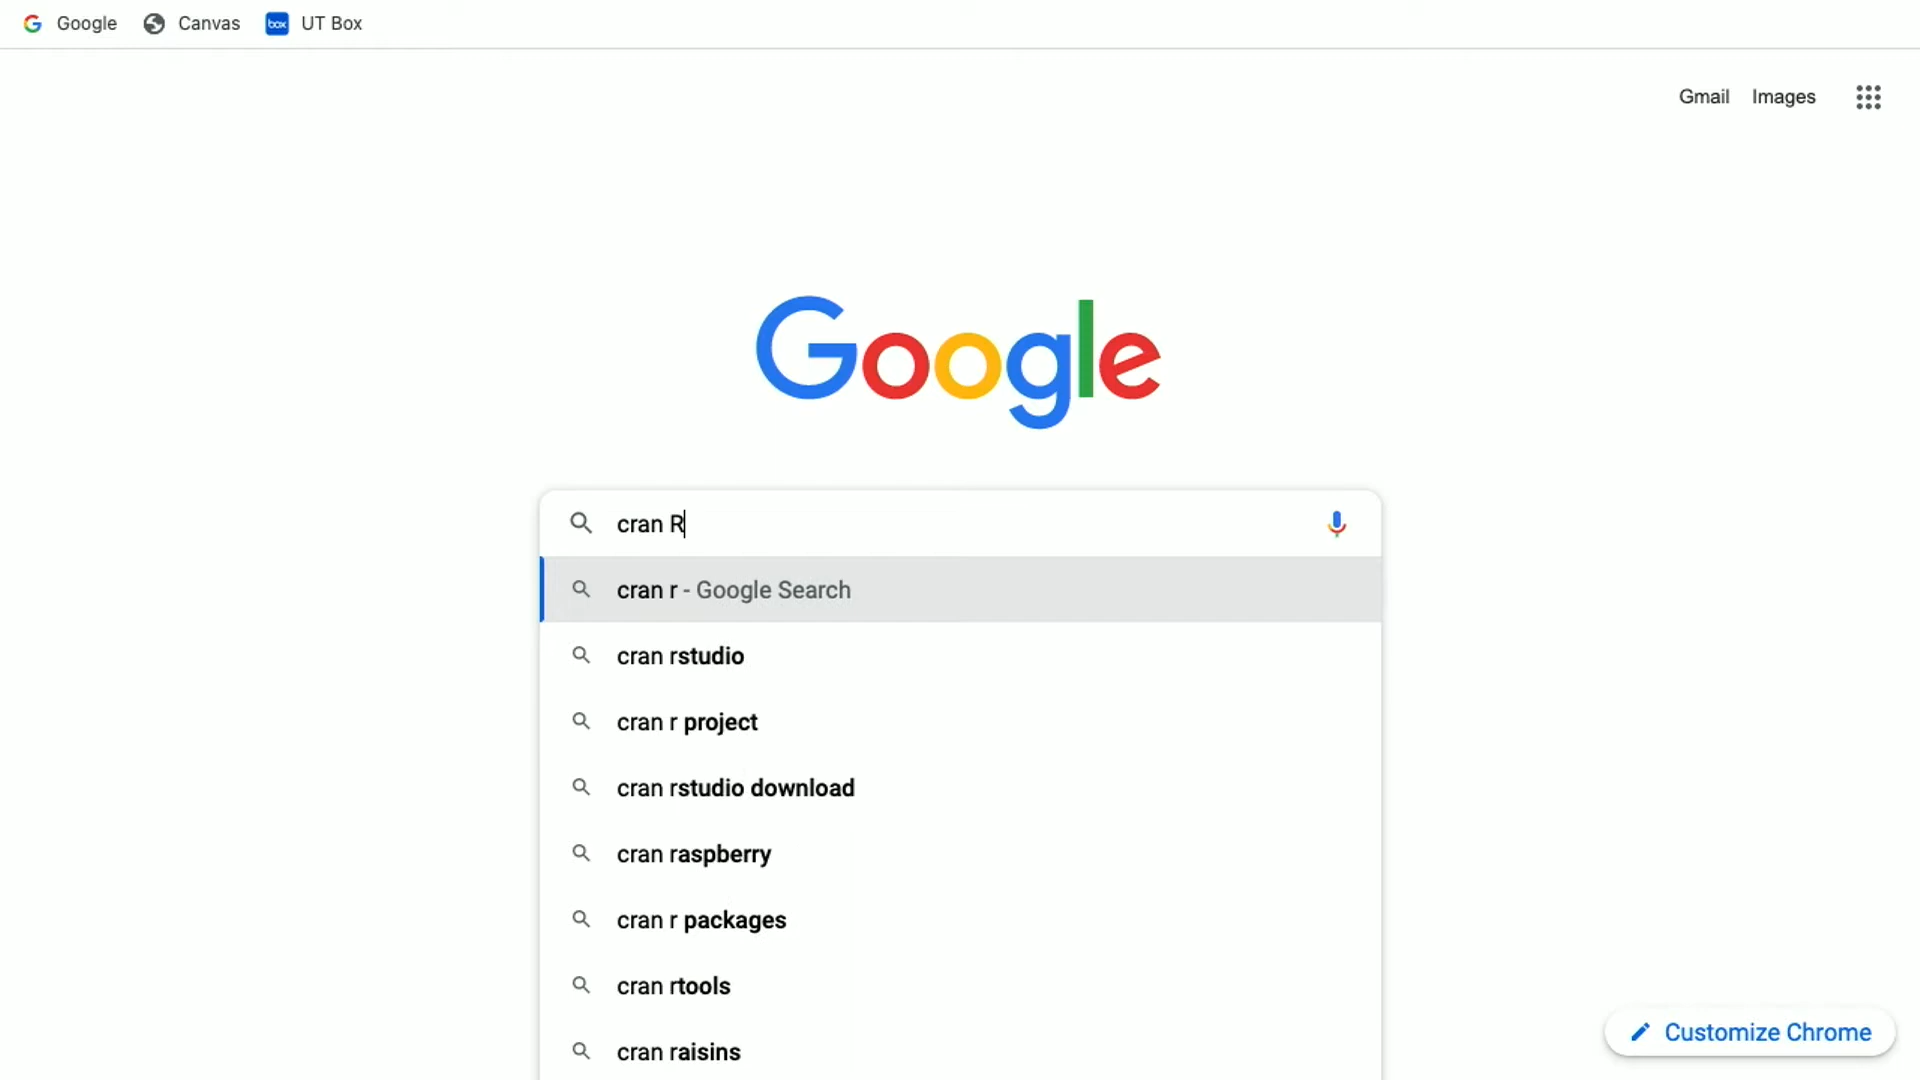 Google Canvas box UT Box
Gmail Images
Google
cran R
cran r - Google Search
cran rstudio
cran r project
cran rstudio download
cran raspberry
cran r packages
cran rtools
cran raisins
Customize Chrome